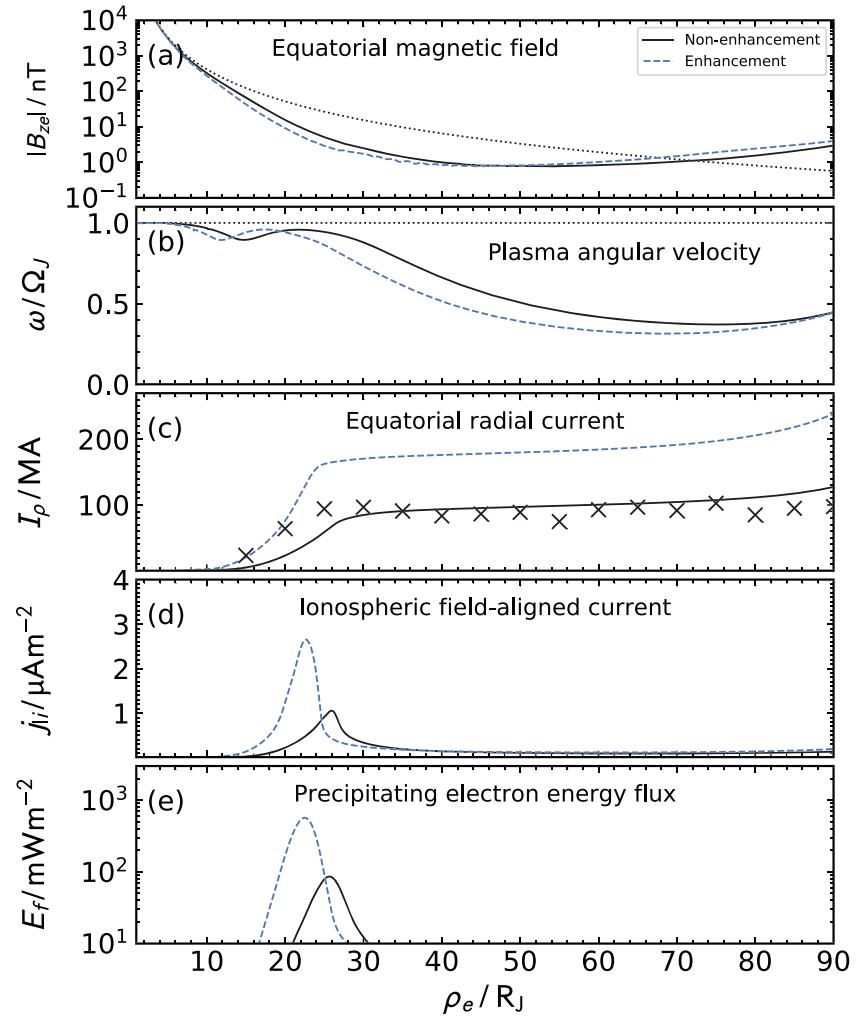 (a)
Equatorial magnetic field
Non-enhancement
Enhancement
|B_{ze}| / nT
10^4
10^3
10^2
10^1
10^0
10^{-1}
(b)
Plasma angular velocity
ω/Ω_J
1.0
0.5
0.0
(c)
Equatorial radial current
I_ρ / MA
200
100
(d)
Ionospheric field-aligned current
j_{∥i} / μAm^{-2}
4
3
2
1
(e)
Precipitating electron energy flux
E_f / mWm^{-2}
10^3
10^2
10^1
10 20 30 40 50 60 70 80 90
ρ_e / R_J